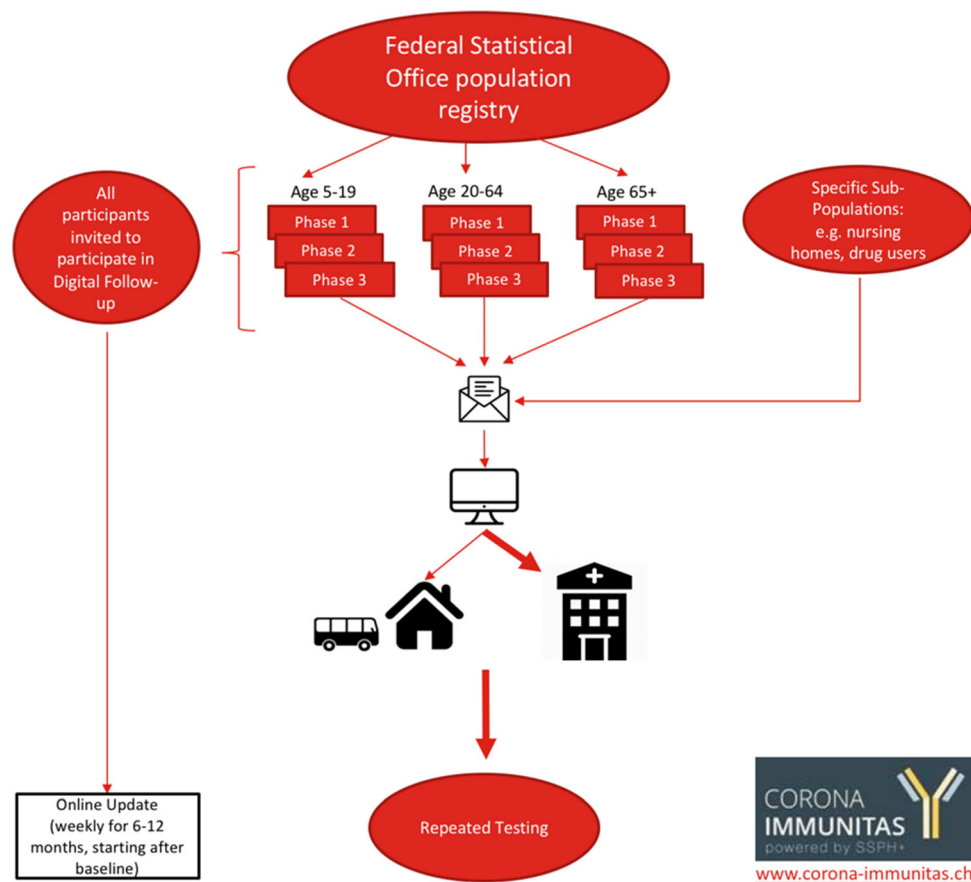 Federal Statistical
Office population
registry
All
participants
invited to
participate in
Digital Follow-
up
Age 5-19
Phase 1
Phase 2
Phase 3
Age 20-64
Phase 1
Phase 2
Phase 3
Age 65+
Phase 1
Phase 2
Phase 3
Specific Sub-
Populations:
e.g. nursing
homes, drug users
Online Update
(weekly for 6-12
months, starting after
baseline)
Repeated Testing
CORONA
IMMUNITAS
powered by SSPH+
www.corona-immunitas.ch